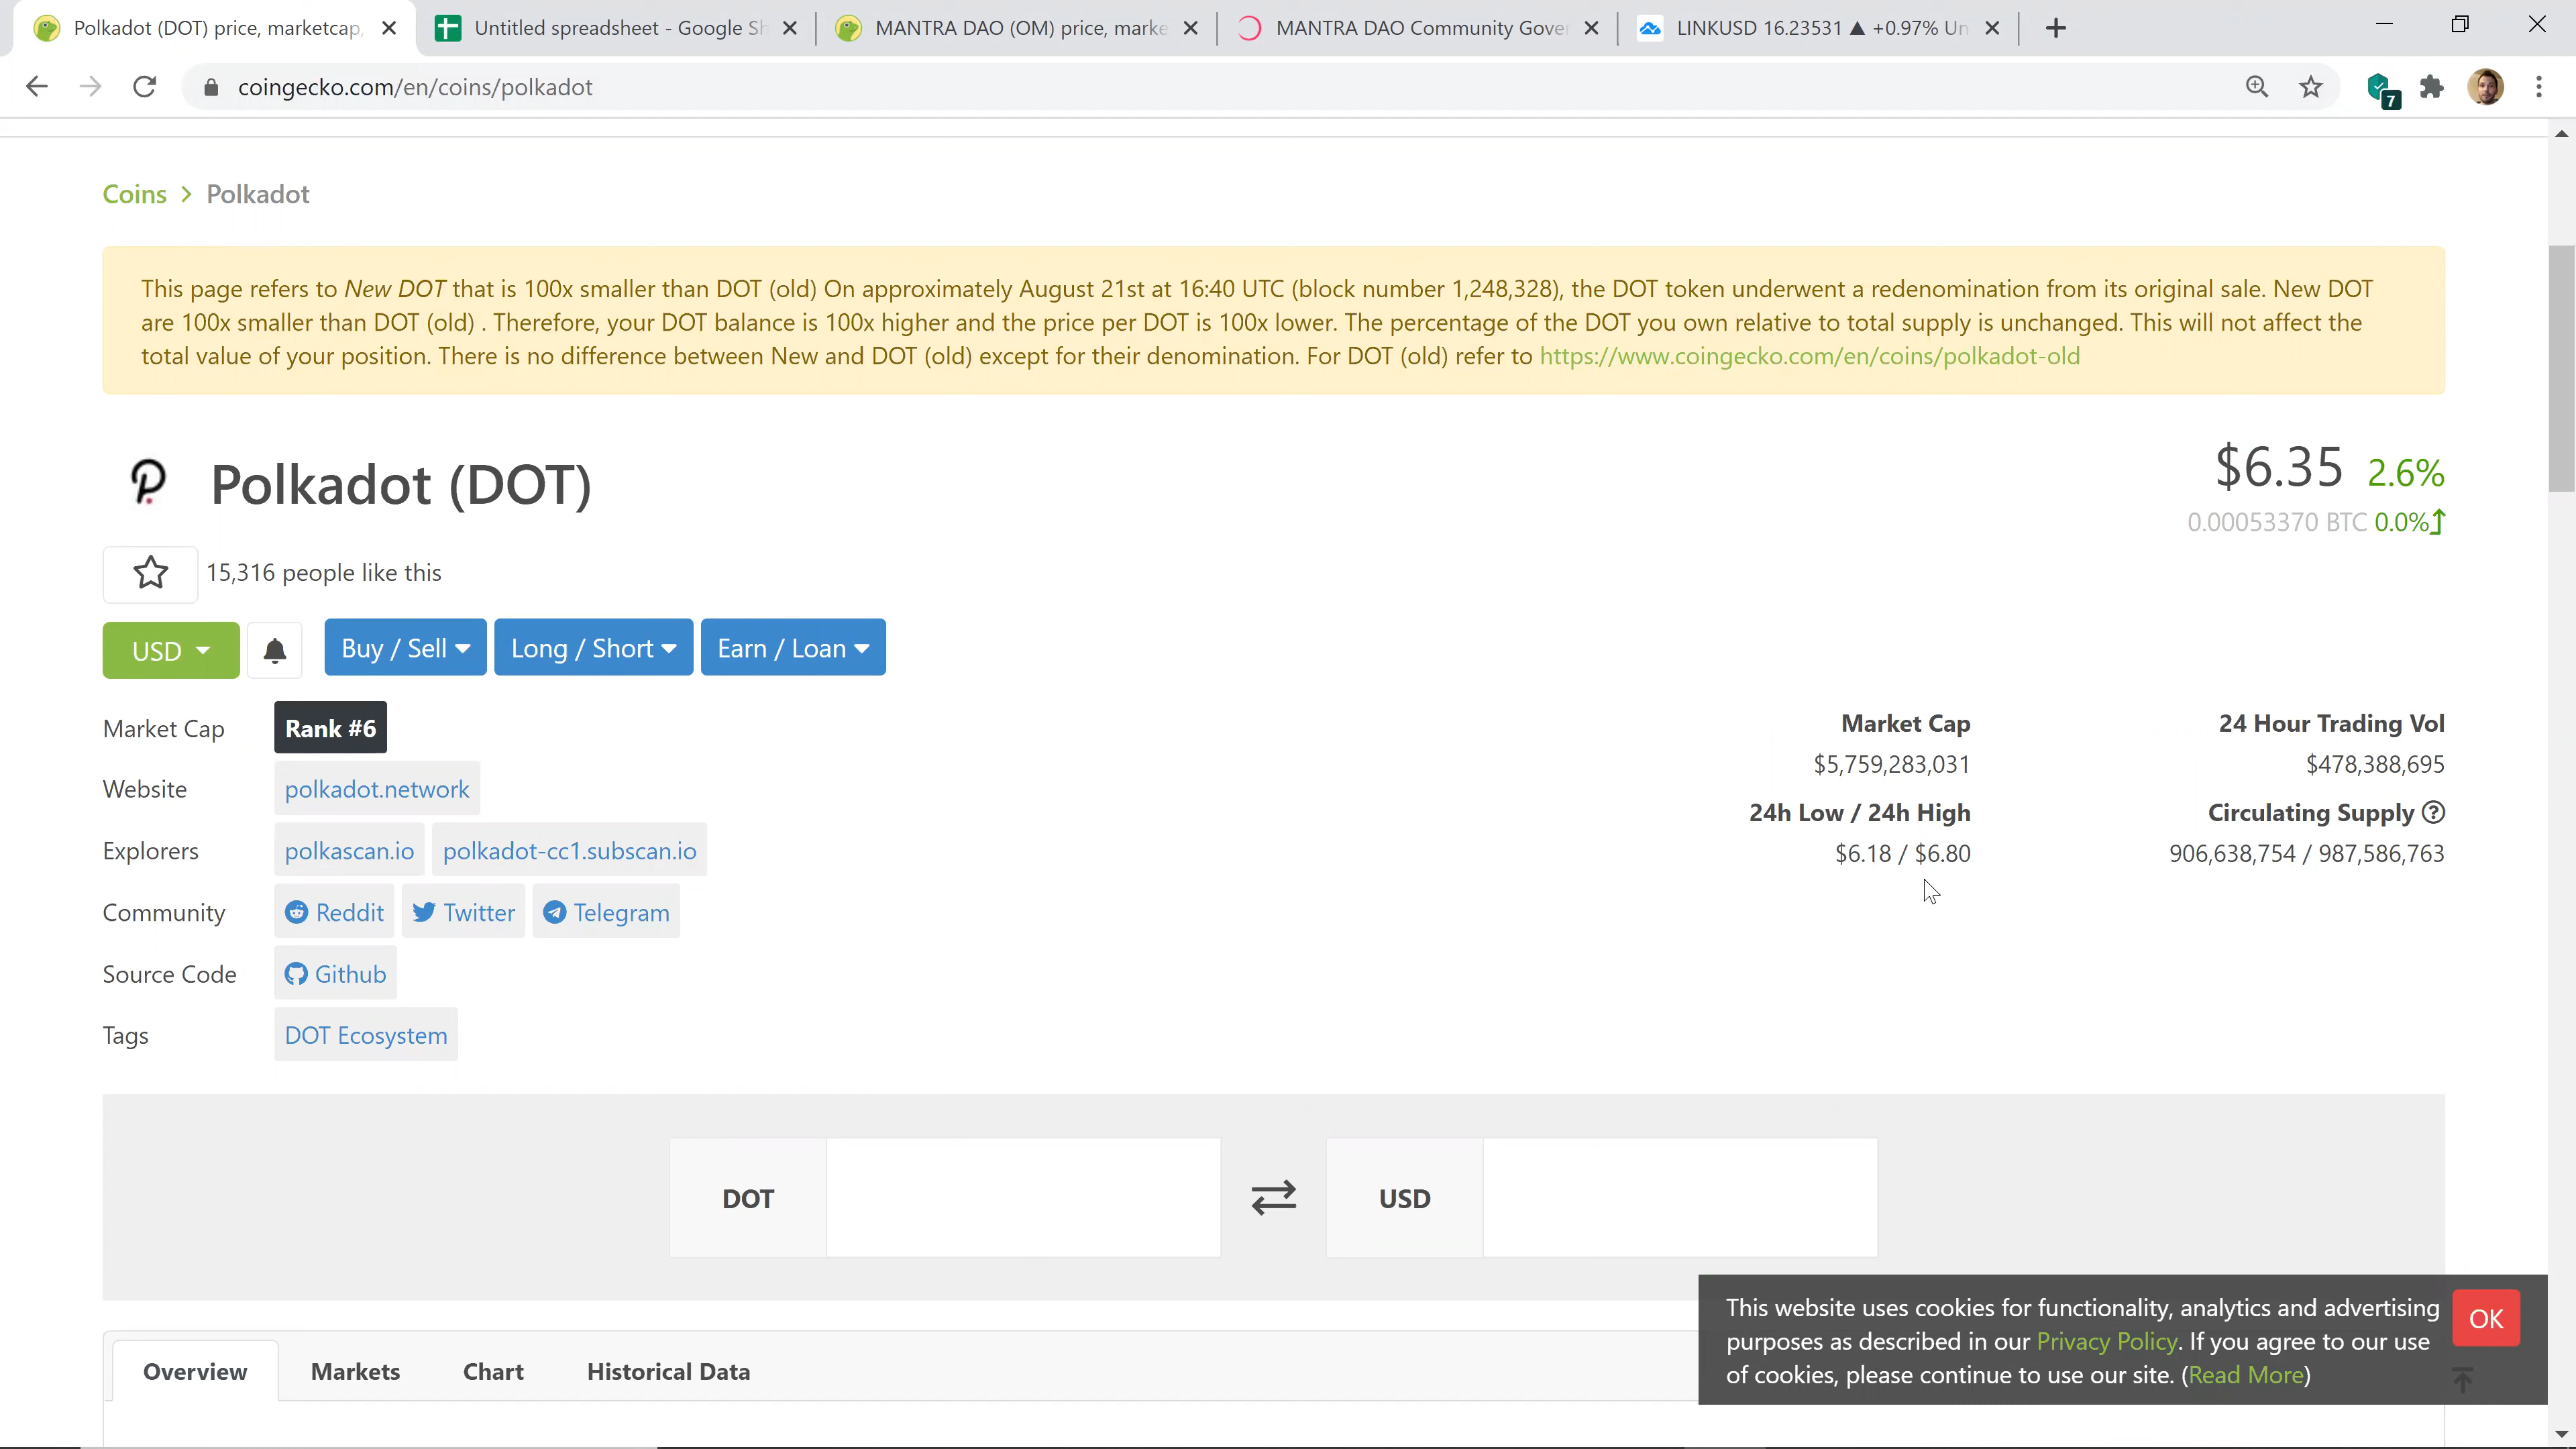 Polkadot (DOT) price, marketcap,
Untitled spreadsheet - Google Sh
MANTRA DAO (OM) price, marke
MANTRA DAO Community Gover
LINKUSD 16.23531 ▲ +0.97% Un
coingecko.com/en/coins/polkadot
7
Coins > Polkadot
This page refers to New DOT that is 100x smaller than DOT (old) On approximately August 21st at 16:40 UTC (block number 1,248,328), the DOT token underwent a redenomination from its original sale. New DOT
are 100x smaller than DOT (old) . Therefore, your DOT balance is 100x higher and the price per DOT is 100x lower. The percentage of the DOT you own relative to total supply is unchanged. This will not affect the
total value of your position. There is no difference between New and DOT (old) except for their denomination. For DOT (old) refer to https://www.coingecko.com/en/coins/polkadot-old
Polkadot (DOT)
$6.35 2.6%
0.00053370 BTC 0.0%
15,316 people like this
USD
Buy / Sell
Long / Short
Earn / Loan
Market Cap Rank #6
Website polkadot.network
Explorers polkascan.io polkadot-cc1.subscan.io
Community Reddit Twitter Telegram
Source Code Github
Tags DOT Ecosystem
Market Cap
$5,759,283,031
24 Hour Trading Vol
$478,388,695
24h Low / 24h High
$6.18 / $6.80
Circulating Supply
906,638,754 / 987,586,763
DOT
USD
Overview Markets Chart Historical Data
This website uses cookies for functionality, analytics and advertising
purposes as described in our Privacy Policy. If you agree to our use
of cookies, please continue to use our site. (Read More)
OK